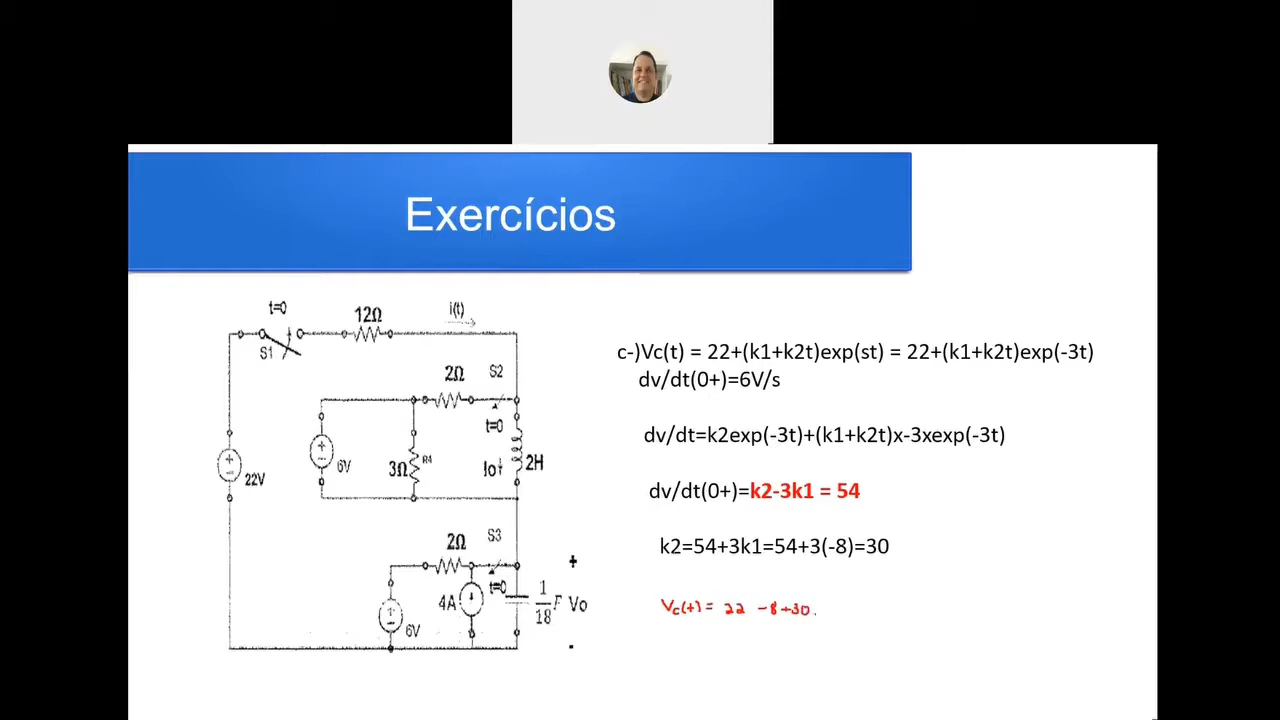 Exercícios
t=0
12Ω
i(t)
S1
2Ω
S2
t=0
22V
6V
3Ω
R4
Io
2H
2Ω
S3
t=0
4A
6V
1
18
F
+
Vo
-
c-)Vc(t) = 22+(k1+k2t)exp(st) = 22+(k1+k2t)exp(-3t)
dv/dt(0+)=6V/s
dv/dt=k2exp(-3t)+(k1+k2t)x-3xexp(-3t)
dv/dt(0+)=k2-3k1 = 54
k2=54+3k1=54+3(-8)=30
Vc(t) = 22 -8+30.